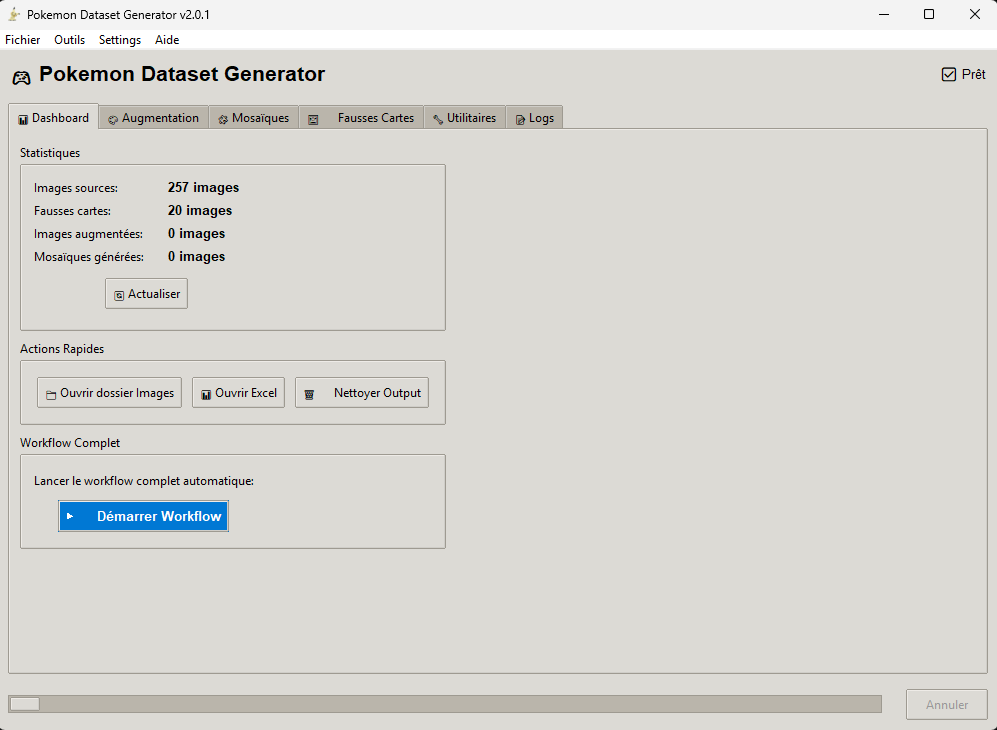 Pokemon Dataset Generator v2.0.1
Fichier Outils Settings Aide
Pokemon Dataset Generator
Prêt
Dashboard Augmentation Mosaïques Fausses Cartes Utilitaires Logs
Statistiques
Images sources: 257 images
Fausses cartes: 20 images
Images augmentées: 0 images
Mosaïques générées: 0 images
Actualiser
Actions Rapides
Ouvrir dossier Images Ouvrir Excel Nettoyer Output
Workflow Complet
Lancer le workflow complet automatique:
Démarrer Workflow
Annuler